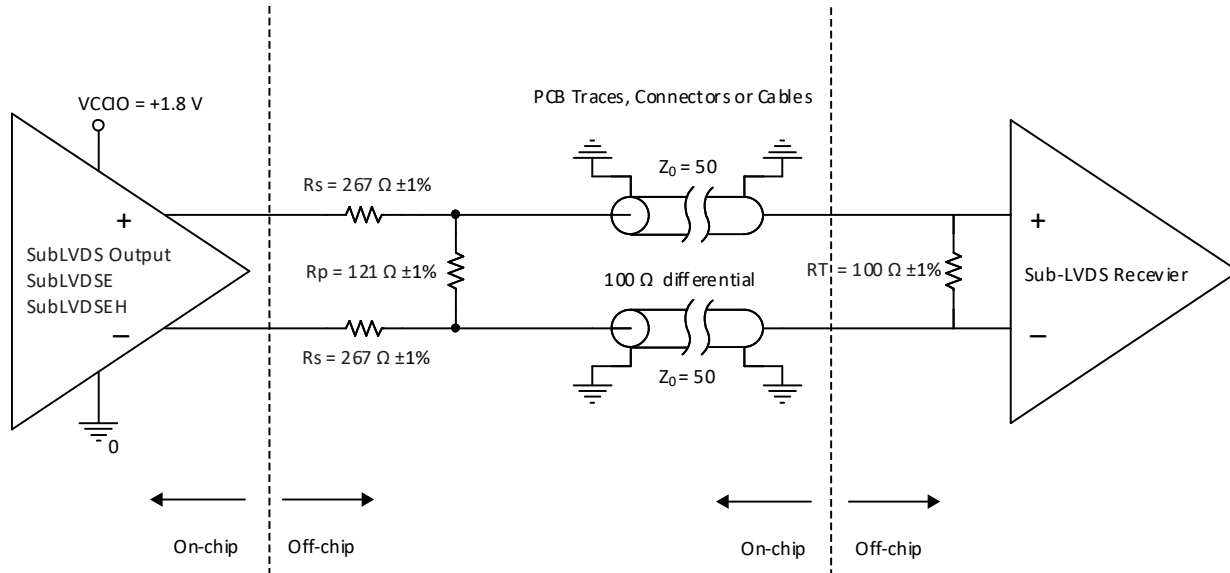 VCCIO = +1.8 V
PCB Traces, Connectors or Cables
Z0 = 50
Rs = 267 Ω ±1%
+
+
SubLVDS Output
SubLVDSE
SubLVDSEH
Rp = 121 Ω ±1%
100 Ω differential
RT = 100 Ω ±1%
Sub-LVDS Recevier
−
−
Rs = 267 Ω ±1%
Z0 = 50
0
On-chip
Off-chip
On-chip
Off-chip